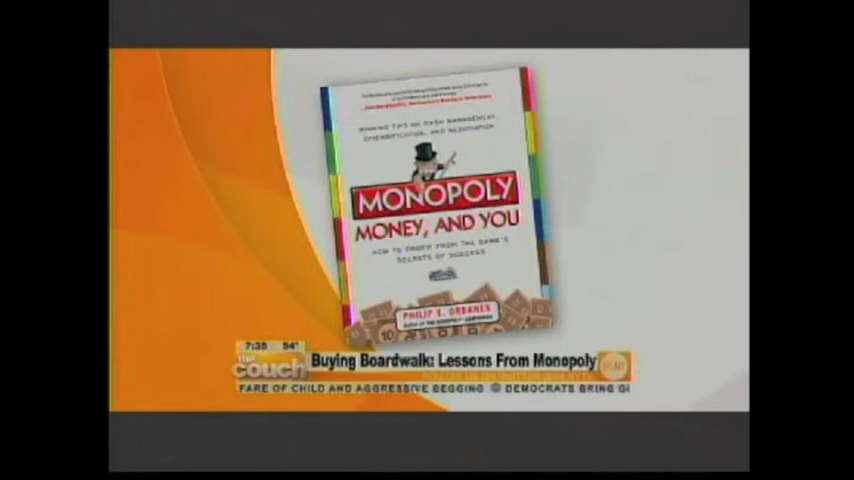 WINNING TIPS ON CASH MANAGEMENT,
DIVERSIFICATION, AND NEGOTIATION
MONOPOLY
MONEY, AND YOU
HOW TO PROFIT FROM THE GAME'S
SECRETS OF SUCCESS
PHILIP E. ORBANES
10
7:35 54°
the couch
Buying Boardwalk: Lessons From Monopoly
FARE OF CHILD AND AGGRESSIVE BEGGING DEMOCRATS BRING GI